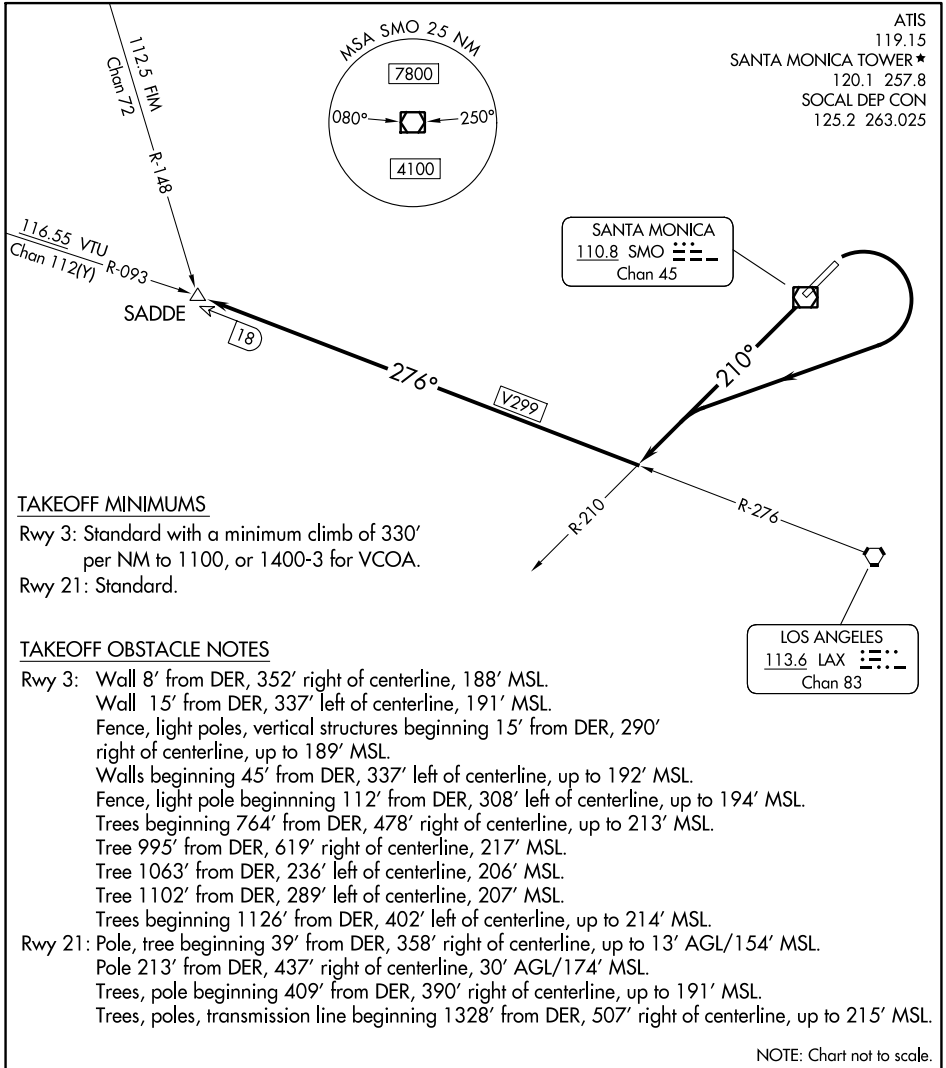 ATIS
119.15
SANTA MONICA TOWER★
120.1 257.8
SOCAL DEP CON
125.2 263.025
MSA SMO 25 NM
7800
080°
250°
4100
112.5 FIM
Chan 72
R-148
116.55 VTU
Chan 112(Y)
R-093
SADDE
18
SANTA MONICA
110.8 SMO
Chan 45
210°
276°
V299
R-210
R-276
LOS ANGELES
113.6 LAX
Chan 83
TAKEOFF MINIMUMS
Rwy 3: Standard with a minimum climb of 330'
per NM to 1100, or 1400-3 for VCOA.
Rwy 21: Standard.
TAKEOFF OBSTACLE NOTES
Rwy 3: Wall 8' from DER, 352' right of centerline, 188' MSL.
Wall 15' from DER, 337' left of centerline, 191' MSL.
Fence, light poles, vertical structures beginning 15' from DER, 290'
right of centerline, up to 189' MSL.
Walls beginning 45' from DER, 337' left of centerline, up to 192' MSL.
Fence, light pole beginnning 112' from DER, 308' left of centerline, up to 194' MSL.
Trees beginning 764' from DER, 478' right of centerline, up to 213' MSL.
Tree 995' from DER, 619' right of centerline, 217' MSL.
Tree 1063' from DER, 236' left of centerline, 206' MSL.
Tree 1102' from DER, 289' left of centerline, 207' MSL.
Trees beginning 1126' from DER, 402' left of centerline, up to 214' MSL.
Rwy 21: Pole, tree beginning 39' from DER, 358' right of centerline, up to 13' AGL/154' MSL.
Pole 213' from DER, 437' right of centerline, 30' AGL/174' MSL.
Trees, pole beginning 409' from DER, 390' right of centerline, up to 191' MSL.
Trees, poles, transmission line beginning 1328' from DER, 507' right of centerline, up to 215' MSL.
NOTE: Chart not to scale.